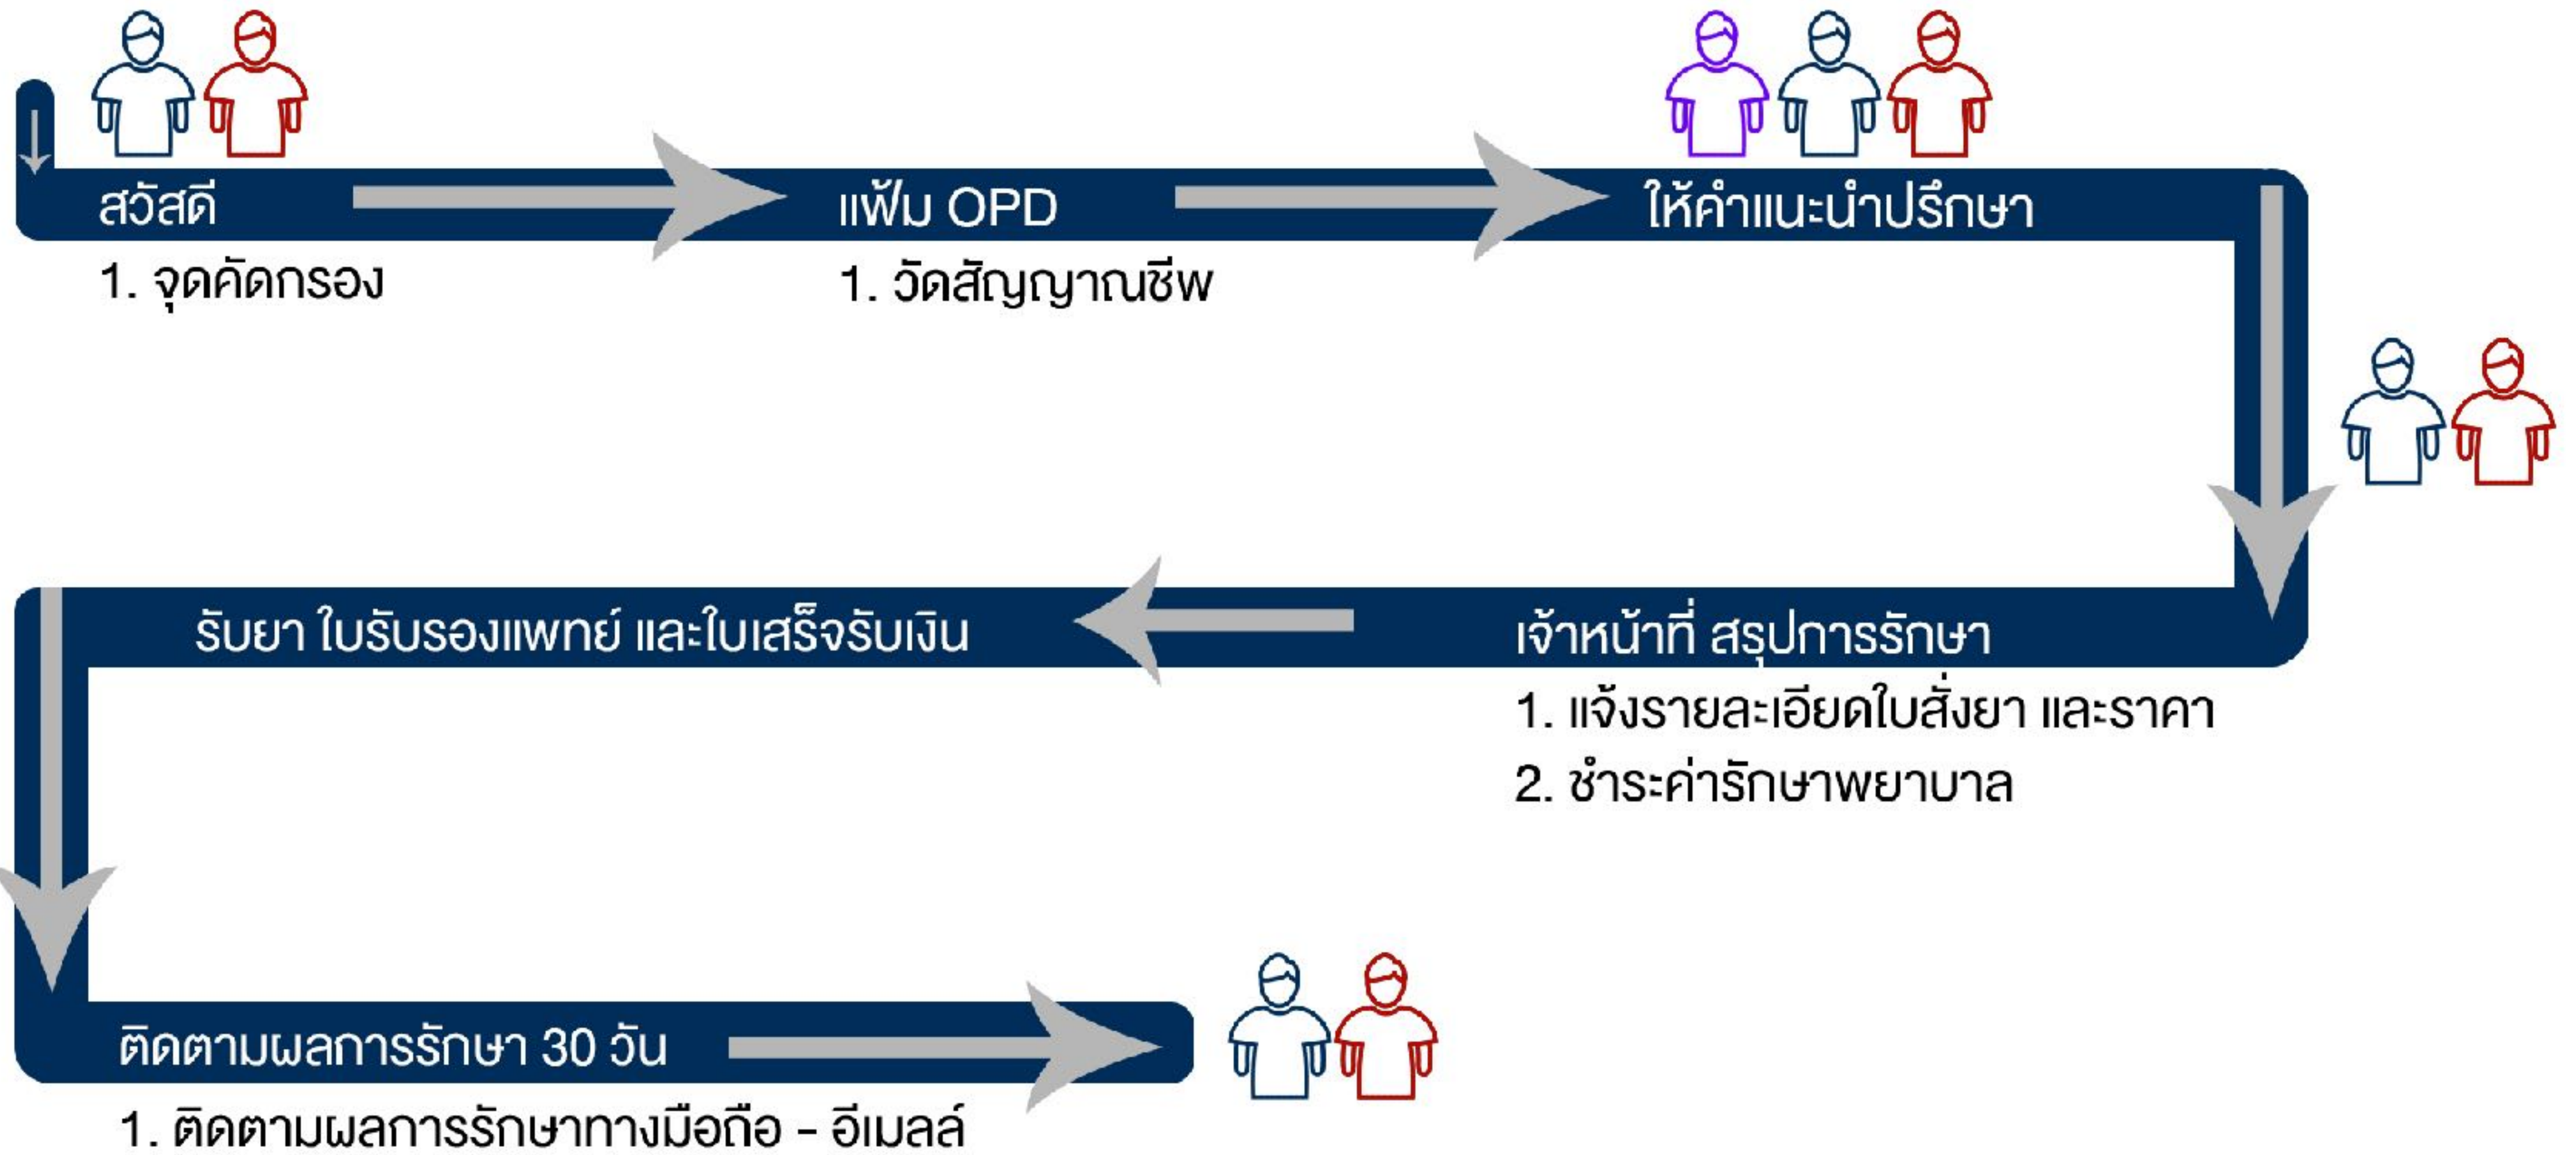 สวัสดี
1. จุดคัดกรอง
แฟ้ม OPD
1. วัดสัญญาณชีพ
ให้คำแนะนำปรึกษา
เจ้าหน้าที่ สรุปการรักษา
1. แจ้งรายละเอียดใบสั่งยา และราคา
2. ชำระค่ารักษาพยาบาล
รับยา ใบรับรองแพทย์ และใบเสร็จรับเงิน
ติดตามผลการรักษา 30 วัน
1. ติดตามผลการรักษาทางมือถือ - อีเมลล์